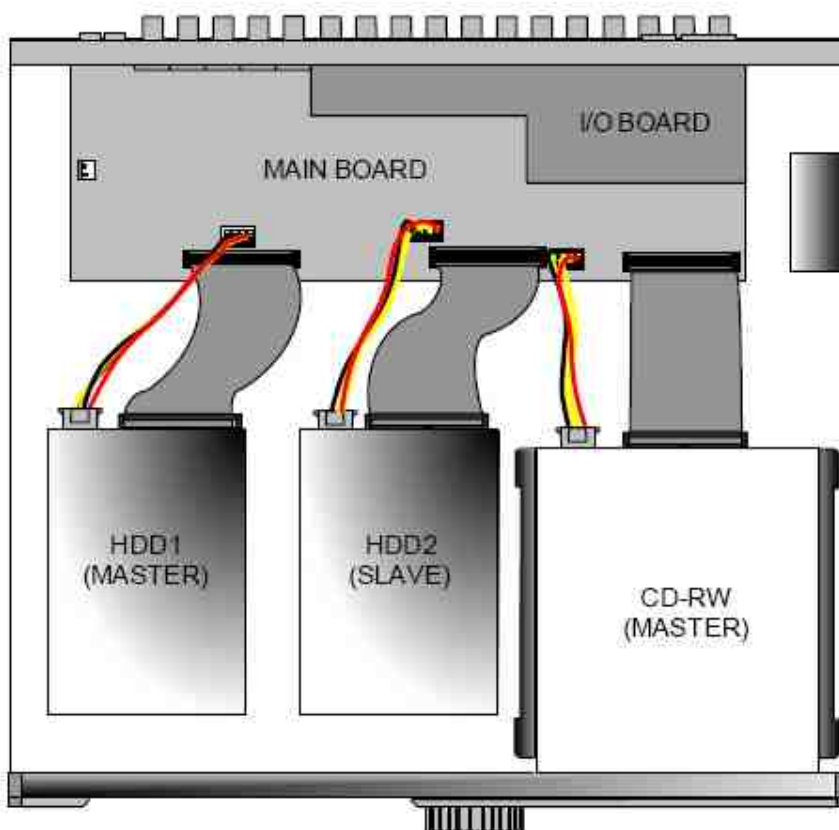 I/O BOARD
MAIN BOARD
HDD1
(MASTER)
HDD2
(SLAVE)
CD-RW
(MASTER)